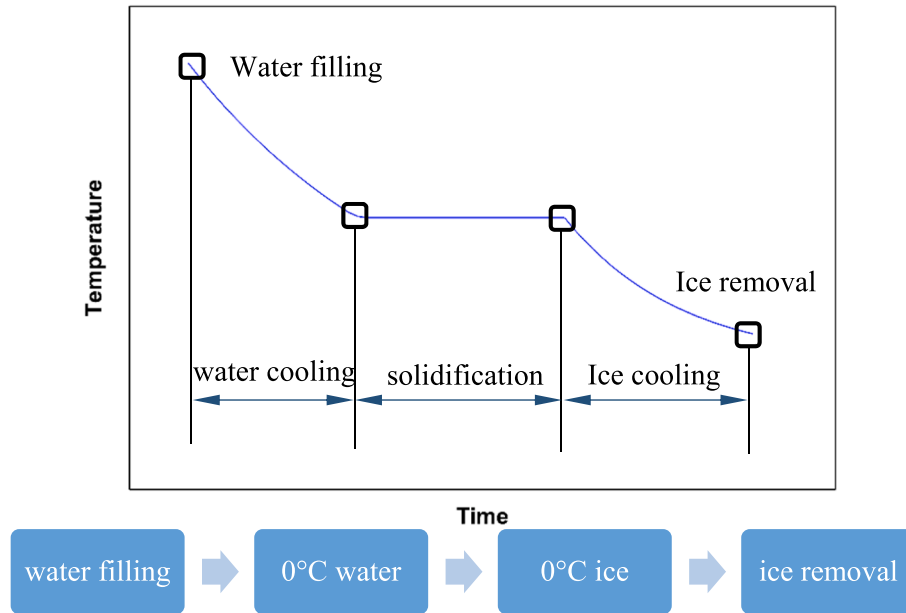 Water filling
Temperature
Ice removal
water cooling
solidification
Ice cooling
Time
water filling
0°C water
0°C ice
ice removal